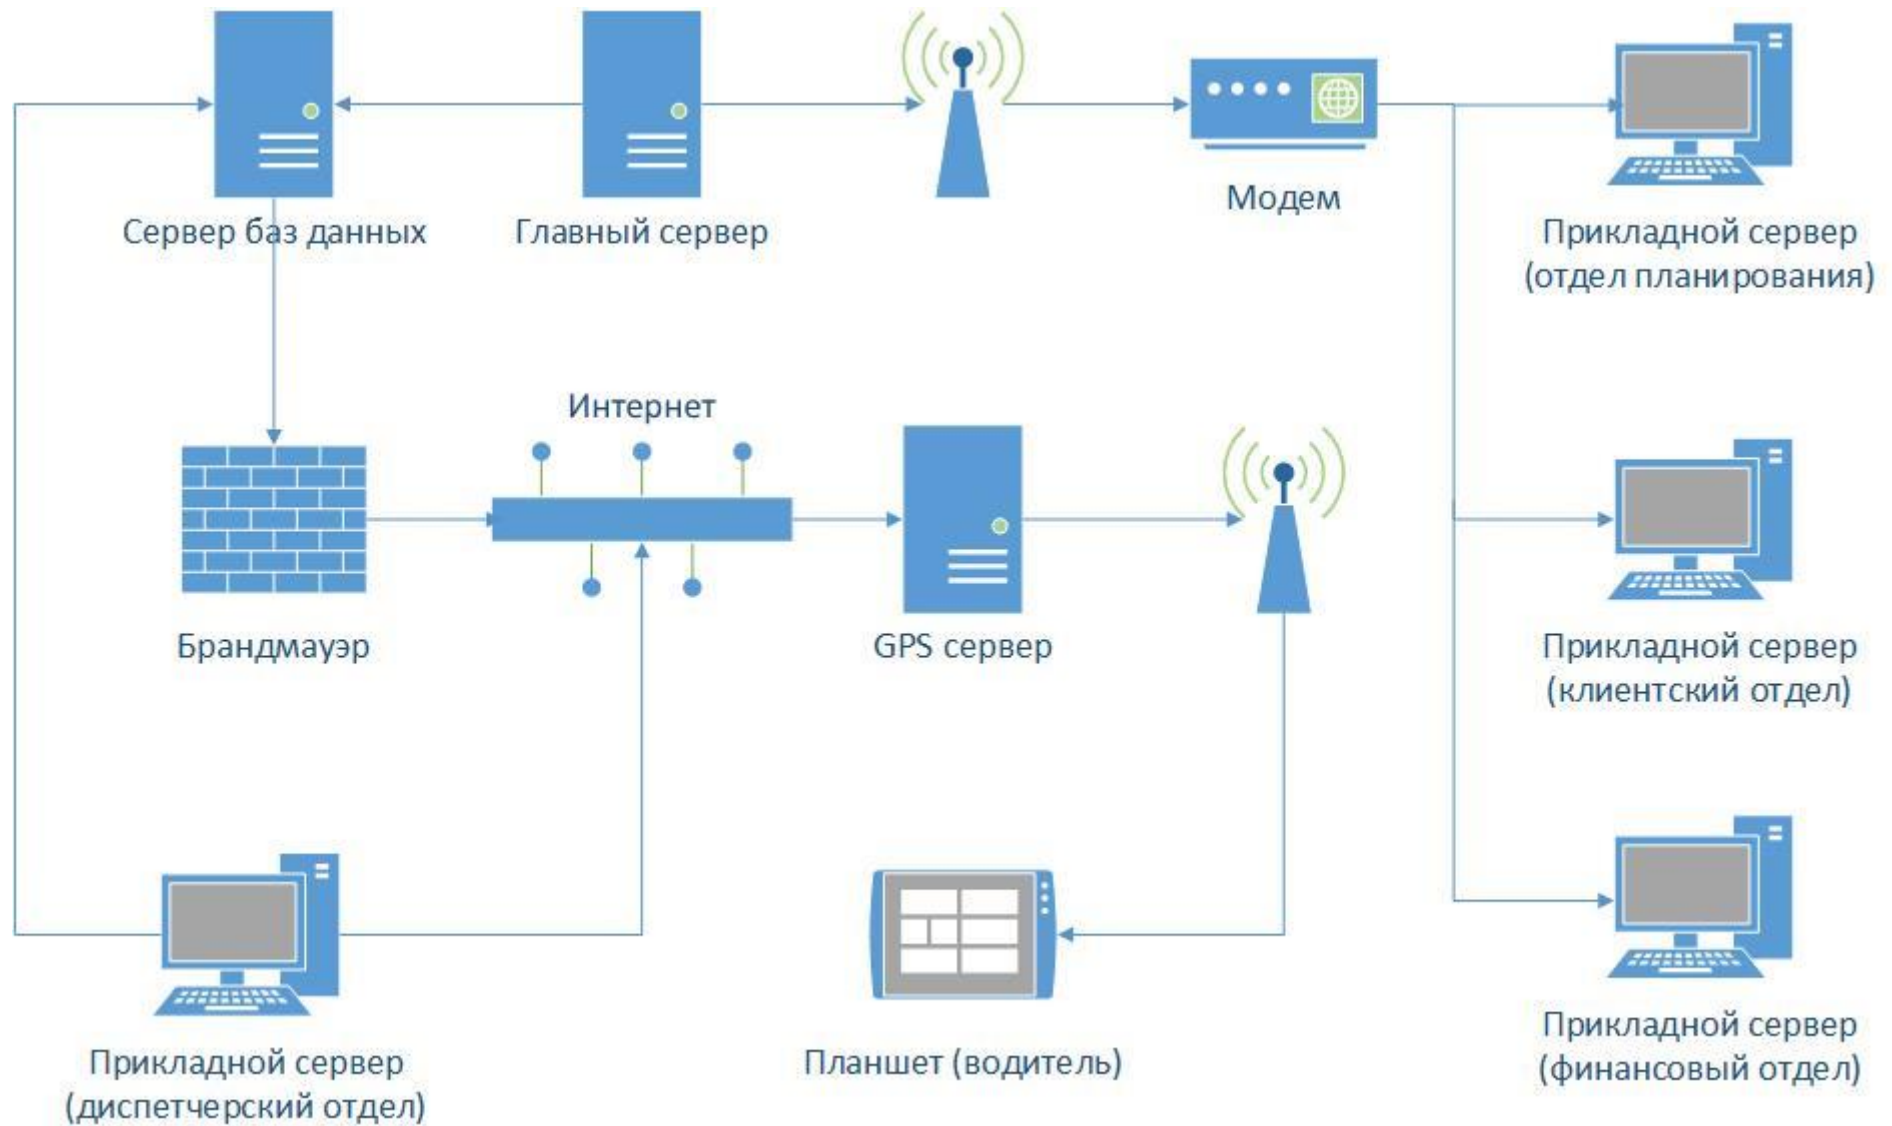 Сервер баз данных
Главный сервер
Модем
Прикладной сервер
(отдел планирования)
Интернет
Брандмауэр
GPS сервер
Прикладной сервер
(клиентский отдел)
Прикладной сервер
(диспетчерский отдел)
Планшет (водитель)
Прикладной сервер
(финансовый отдел)